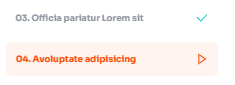 03. Officia pariatur Lorem sit
04. Avoluptate adipisicing